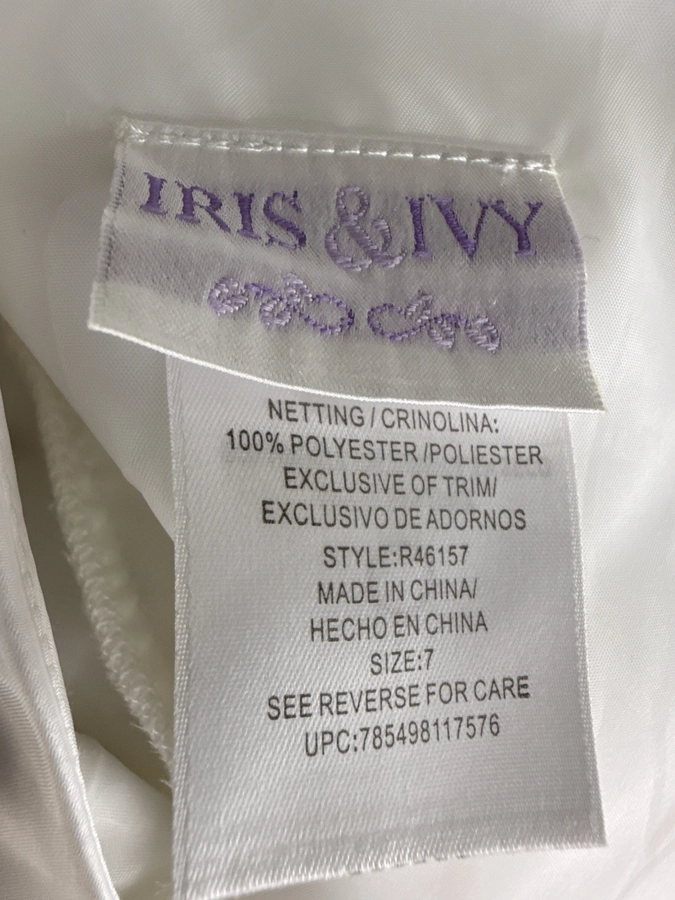 IRIS & IVY
NETTING / CRINOLINA:
100% POLYESTER /POLIESTER
EXCLUSIVE OF TRIM/
EXCLUSIVO DE ADORNOS
STYLE:R46157
MADE IN CHINA/
HECHO EN CHINA
SIZE:7
SEE REVERSE FOR CARE
UPC:785498117576